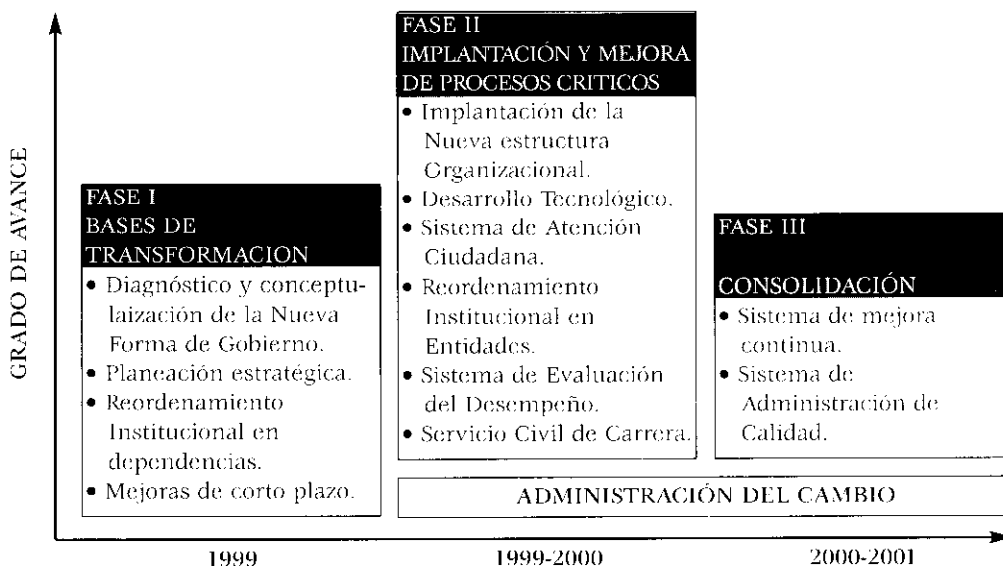 GRADO DE AVANCE
FASE I
BASES DE
TRANSFORMACION
• Diagnóstico y conceptu-
laización de la Nueva
Forma de Gobierno.
• Planeación estratégica.
• Reordenamiento
Institucional en
dependencias.
• Mejoras de corto plazo.
FASE II
IMPLANTACIÓN Y MEJORA
DE PROCESOS CRITICOS
• Implantación de la
Nueva estructura
Organizacional.
• Desarrollo Tecnológico.
• Sistema de Atención
Ciudadana.
• Reordenamiento
Institucional en
Entidades.
• Sistema de Evaluación
del Desempeño.
• Servicio Civil de Carrera.
FASE III
CONSOLIDACIÓN
• Sistema de mejora
continua.
• Sistema de
Administración de
Calidad.
ADMINISTRACIÓN DEL CAMBIO
1999
1999-2000
2000-2001